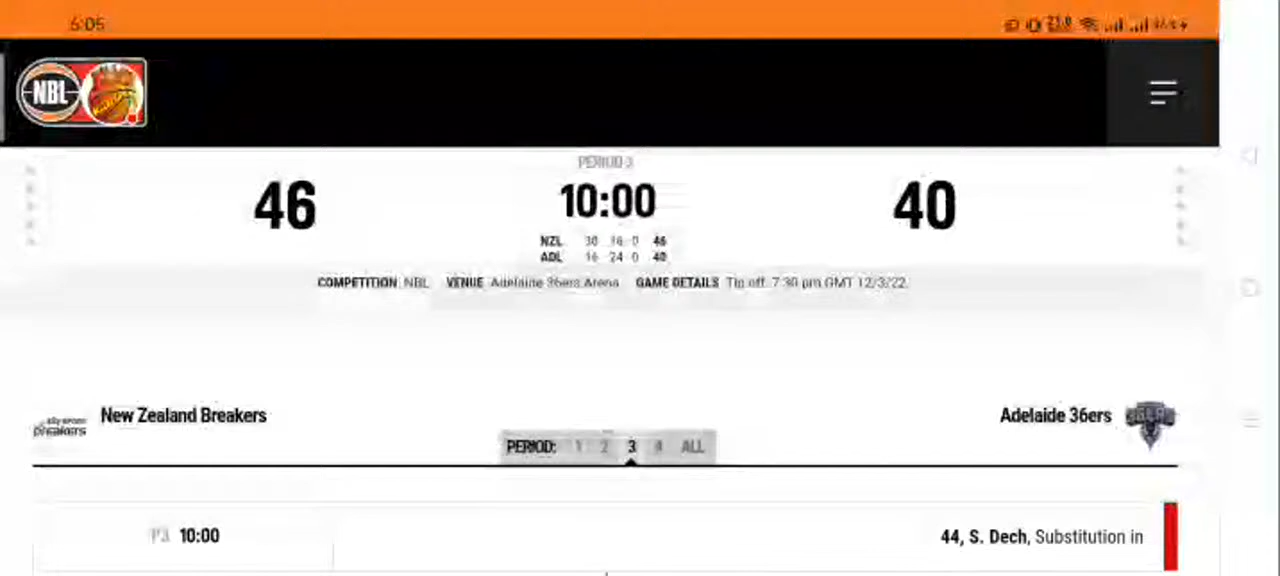 6:05
NBL
PERIOD 3
46 10:00 40
NZL 30 16 0 46
ADL 16 24 0 40
COMPETITION NBL VENUE Adelaide 36ers Arena GAME DETAILS Tip off: 7:30 pm GMT 12/3/22
New Zealand Breakers Adelaide 36ers
breakers
PERIOD: 1 2 3 4 ALL
P3 10:00 44, S. Dech, Substitution in